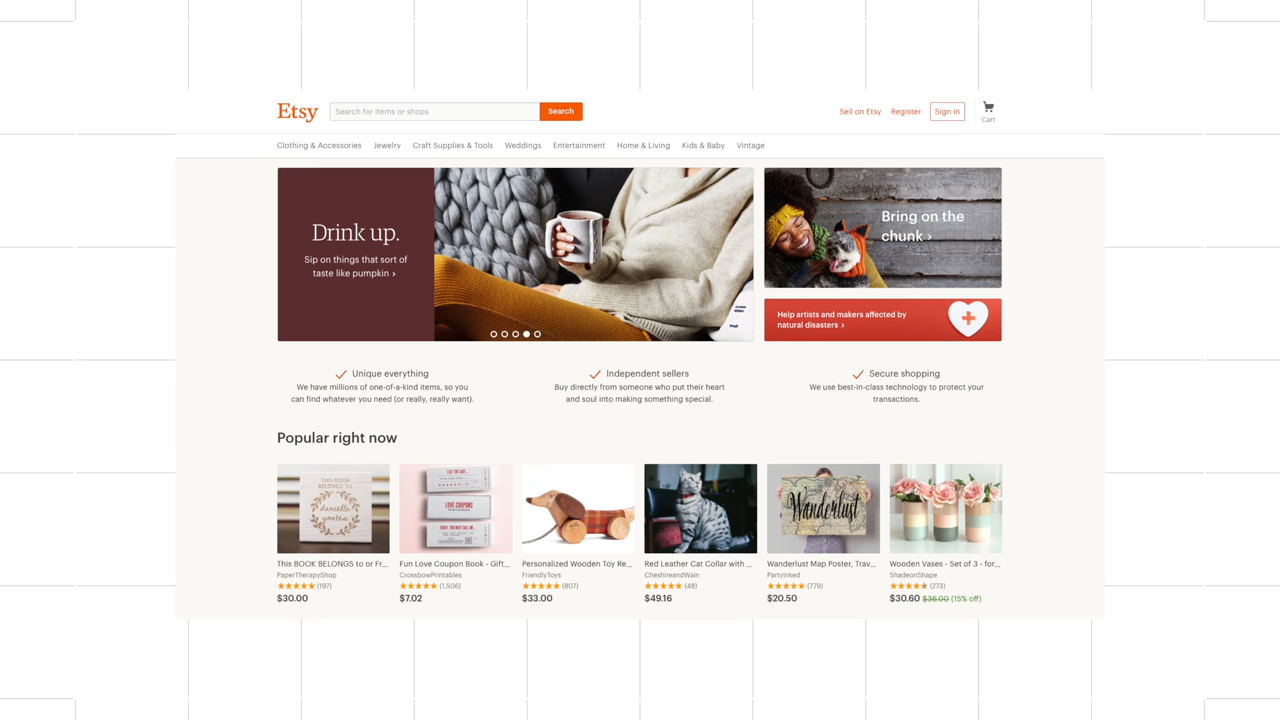 Etsy
Search for items or shops
Search
Sell on Etsy
Register
Sign in
Cart
Clothing & Accessories
Jewelry
Craft Supplies & Tools
Weddings
Entertainment
Home & Living
Kids & Baby
Vintage
Drink up.
Sip on things that sort of
taste like pumpkin ›
Bring on the
chunk ›
Help artists and makers affected by
natural disasters ›
Unique everything
We have millions of one-of-a-kind items, so you
can find whatever you need (or really, really want).
Independent sellers
Buy directly from someone who put their heart
and soul into making something special.
Secure shopping
We use best-in-class technology to protect your
transactions.
Popular right now
THIS BOOK
BELONGS TO
danielle
LOVE COUPONS
Wanderlust
This BOOK BELONGS to or Fr...
PaperTherapyShop
(197)
$30.00
Fun Love Coupon Book - Gift...
CrossbowPrintables
(1,506)
$7.02
Personalized Wooden Toy Re...
FriendlyToys
(807)
$33.00
Red Leather Cat Collar with ...
CheshireandWain
(48)
$49.16
Wanderlust Map Poster, Trav...
PartyInked
(779)
$20.50
Wooden Vases - Set of 3 - for...
ShadeonShape
(273)
$30.60 $36.00 (15% off)